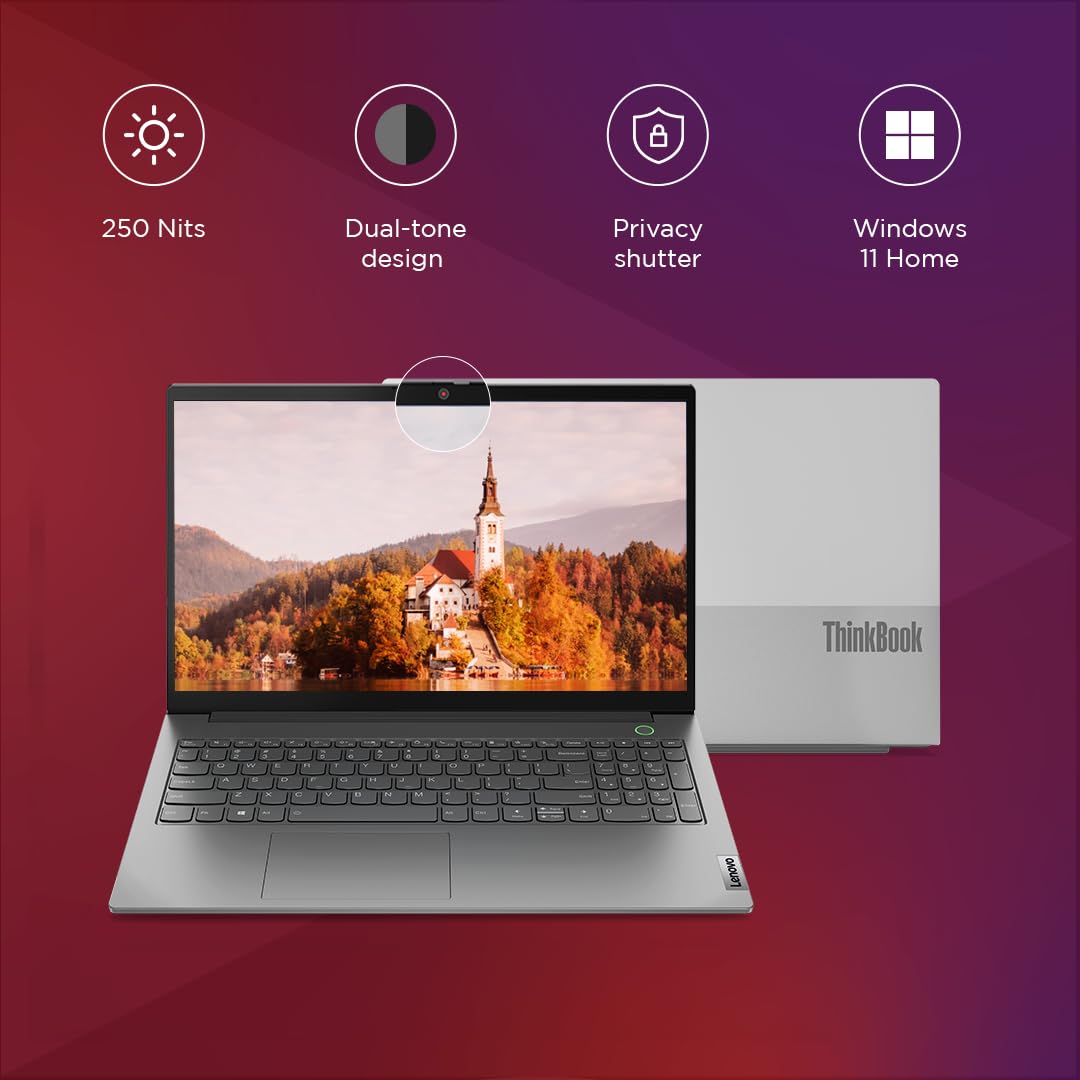 250 Nits
Dual-tone
design
Privacy
shutter
Windows
11 Home
ThinkBook
Lenovo